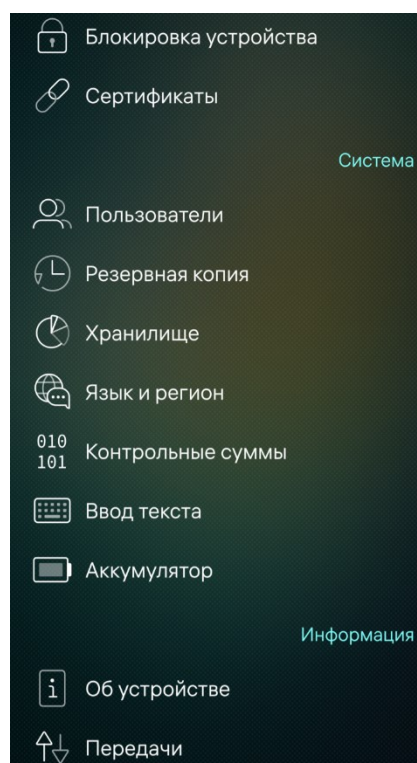 Блокировка устройства
Сертификаты
Система
Пользователи
Резервная копия
Хранилище
Язык и регион
010
101
Контрольные суммы
Ввод текста
Аккумулятор
Информация
Об устройстве
Передачи